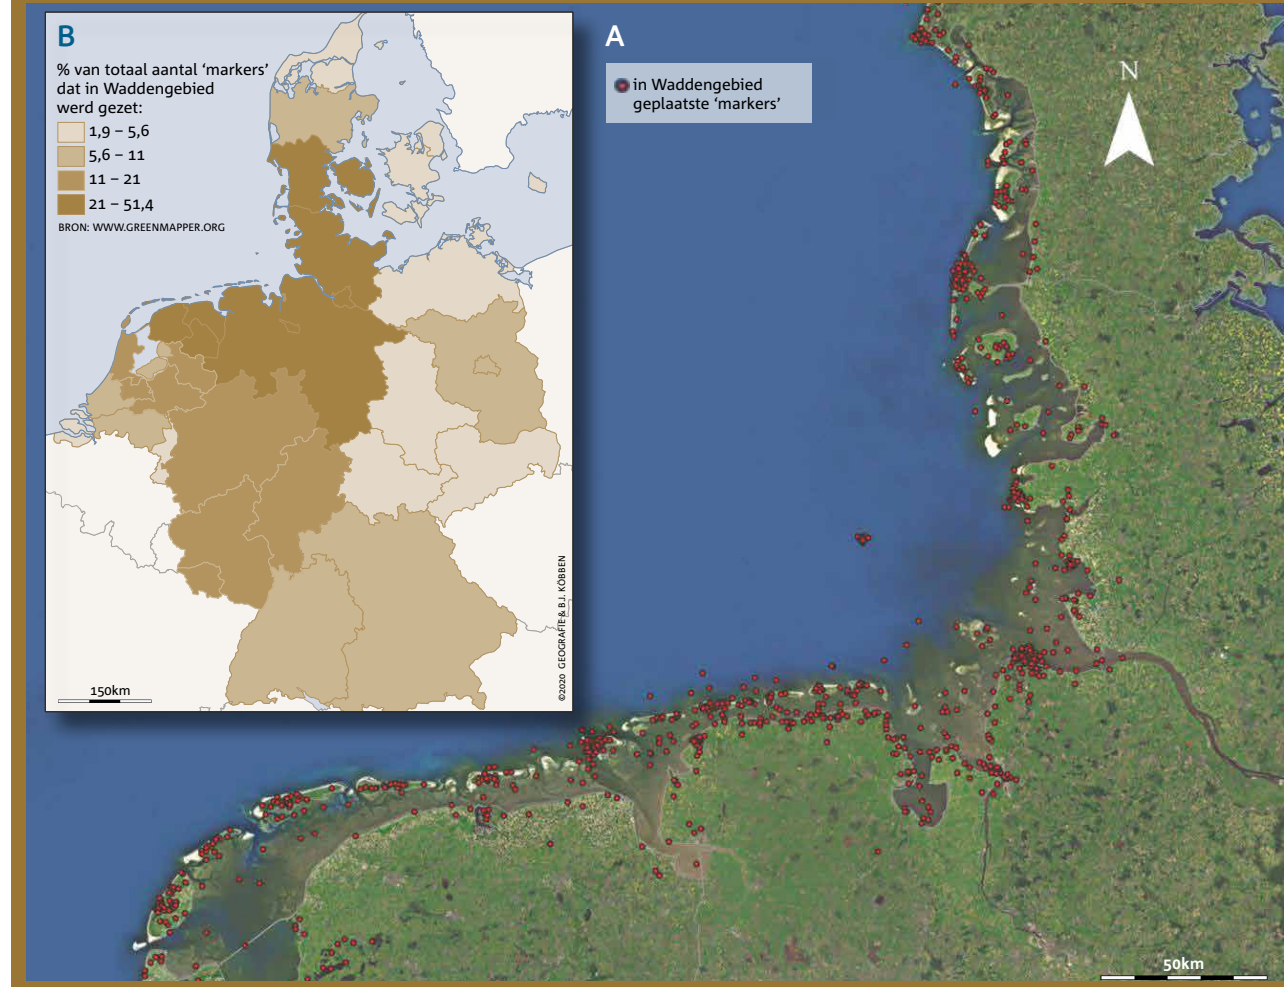 B
% van totaal aantal ‘markers’
dat in Waddengebied
werd gezet:
1,9 – 5,6
5,6 – 11
11 – 21
21 – 51,4
BRON: WWW.GREENMAPPER.ORG
150km
©2020 GEOGRAFIE & B.J. KÖBBEN
A
in Waddengebied
geplaatste ‘markers’
N
50km